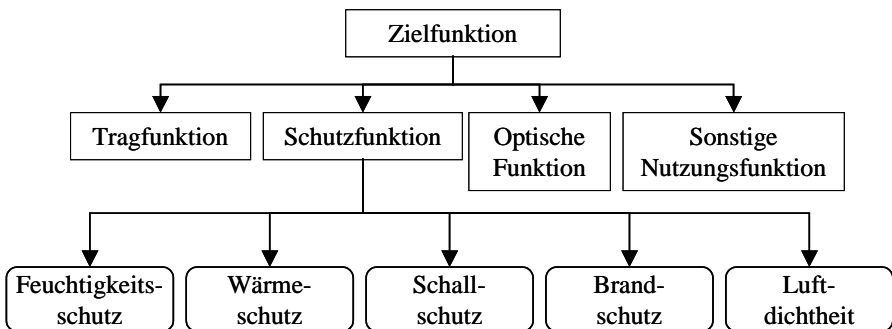 Zielfunktion
Tragfunktion
Schutzfunktion
Optische
Funktion
Sonstige
Nutzungsfunktion
Feuchtigkeits-
schutz
Wärme-
schutz
Schall-
schutz
Brand-
schutz
Luft-
dichtheit